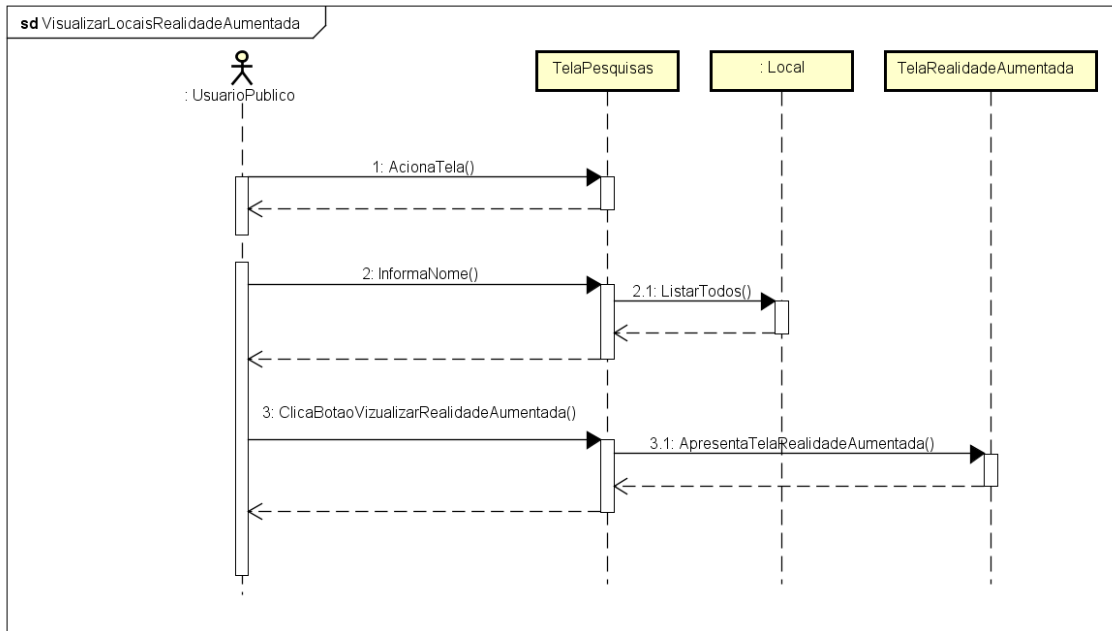 sd VisualizarLocaisRealidadeAumentada
: UsuarioPublico
TelaPesquisas
: Local
TelaRealidadeAumentada
1: AcionaTela()
2: InformaNome()
2.1: ListarTodos()
3: ClicaBotaoVizualizarRealidadeAumentada()
3.1: ApresentaTelaRealidadeAumentada()